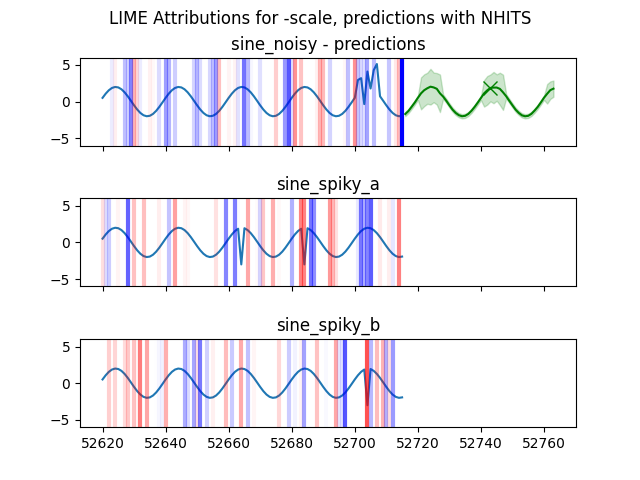 LIME Attributions for -scale, predictions with NHITS
sine_noisy - predictions
5
0
−5
sine_spiky_a
5
0
−5
sine_spiky_b
5
0
−5
52620 52640 52660 52680 52700 52720 52740 52760